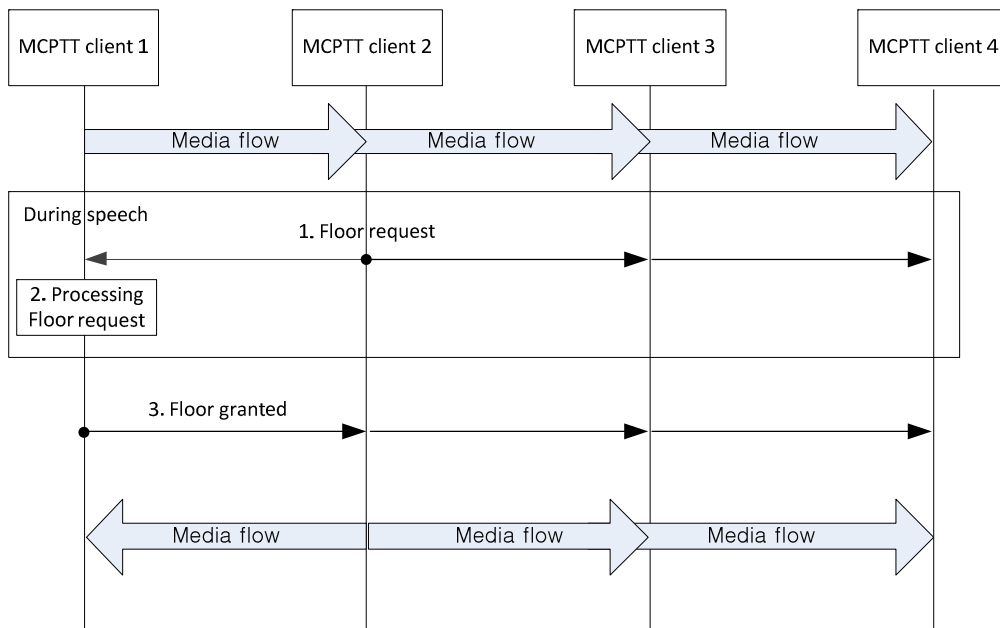 MCPTT client 1
MCPTT client 2
MCPTT client 3
MCPTT client 4
Media flow
Media flow
Media flow
During speech
1. Floor request
2. Processing
Floor request
3. Floor granted
Media flow
Media flow
Media flow